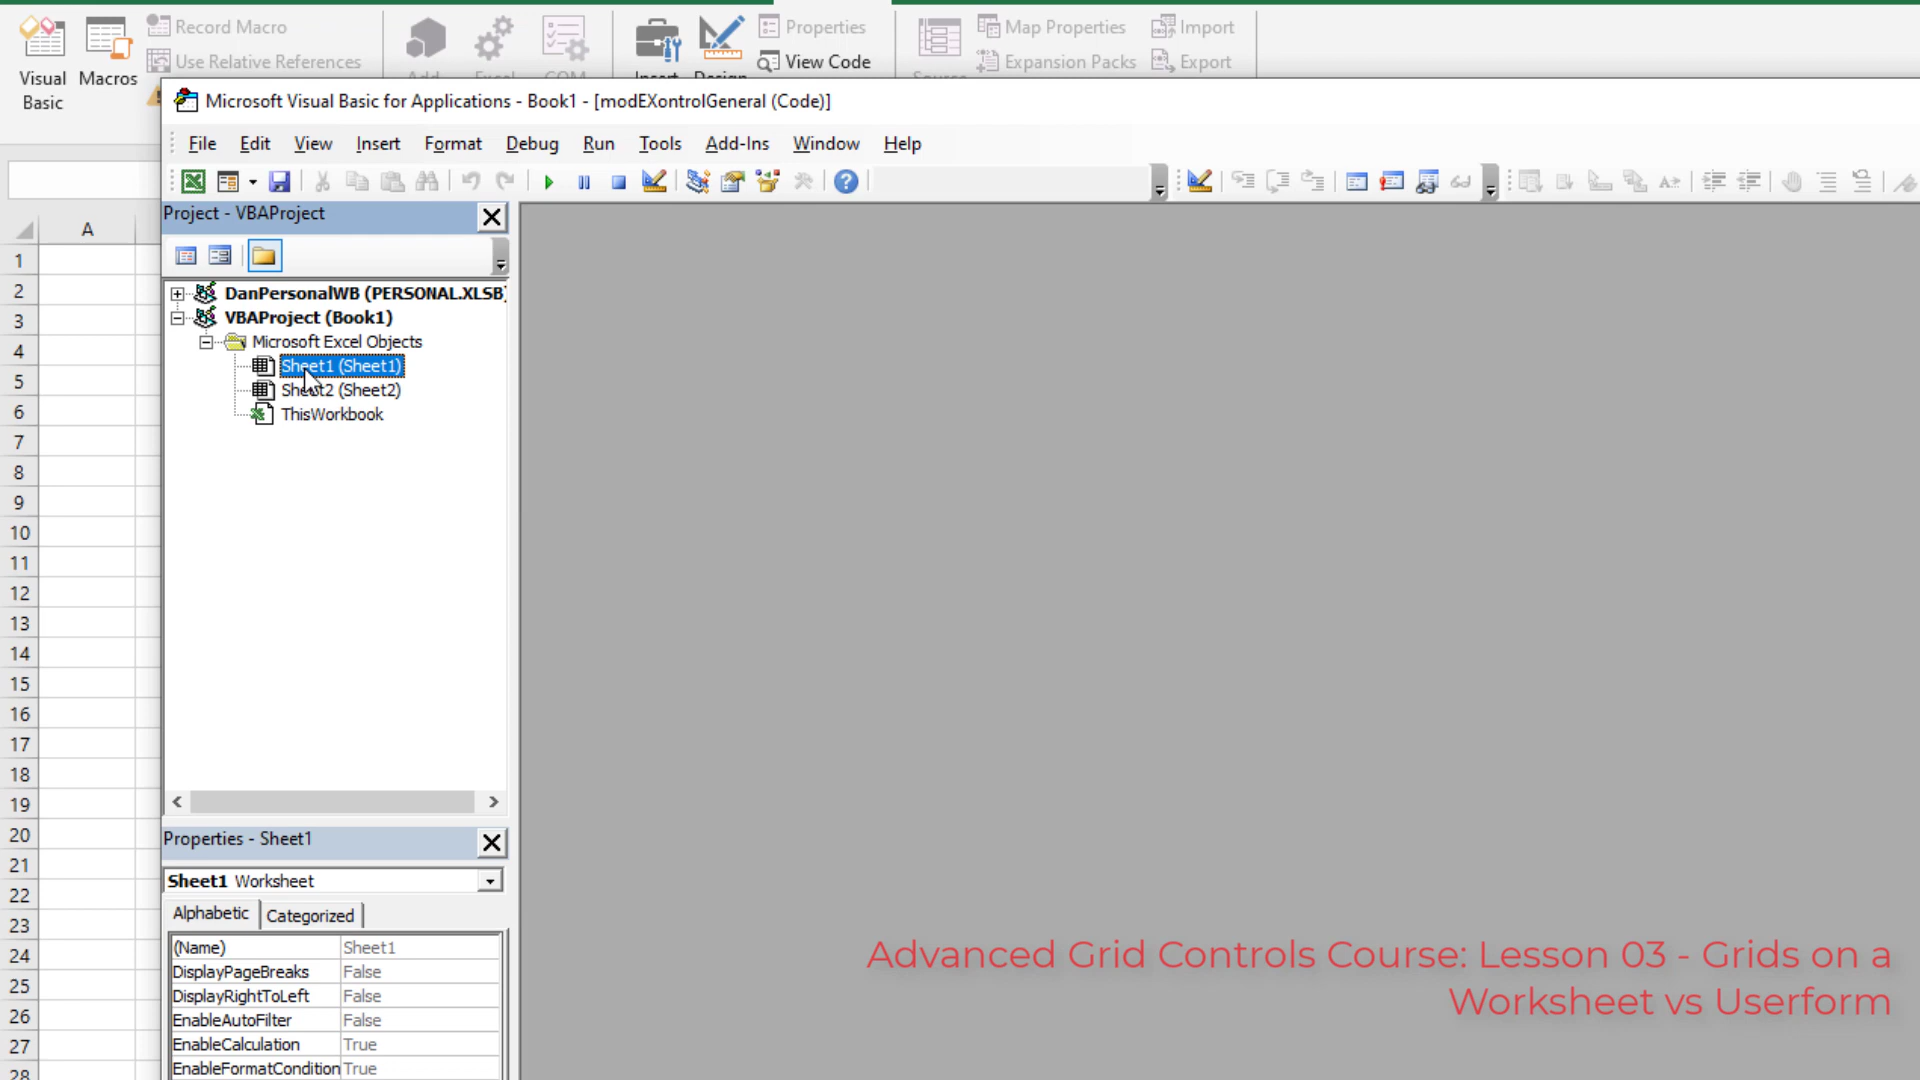 Record Macro
Properties
Map Properties
Import
Use Relative References
View Code
Expansion Packs
Export
Visual Basic
Macros
Microsoft Visual Basic for Applications - Book1 - [modEXontrolGeneral (Code)]
File Edit View Insert Format Debug Run Tools Add-Ins Window Help
Project - VBAProject
A
1
2
3
4
5
6
7
8
9
10
11
12
13
14
15
16
17
18
19
20
21
22
23
24
25
26
27
28
DanPersonalWB (PERSONAL.XLSB)
VBAProject (Book1)
Microsoft Excel Objects
Sheet1 (Sheet1)
Sheet2 (Sheet2)
ThisWorkbook
Properties - Sheet1
Sheet1 Worksheet
Alphabetic Categorized
(Name) Sheet1
DisplayPageBreaks False
DisplayRightToLeft False
EnableAutoFilter False
EnableCalculation True
EnableFormatCondition True
Advanced Grid Controls Course: Lesson 03 - Grids on a
Worksheet vs Userform